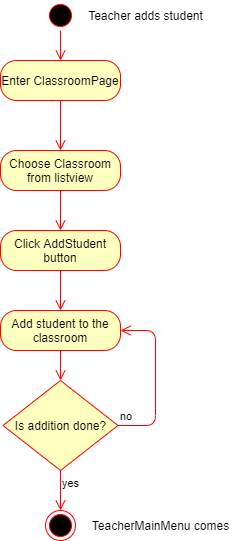 Teacher adds student
Enter ClassroomPage
Choose Classroom
from listview
Click AddStudent
button
Add student to the
classroom
Is addition done?
no
yes
TeacherMainMenu comes